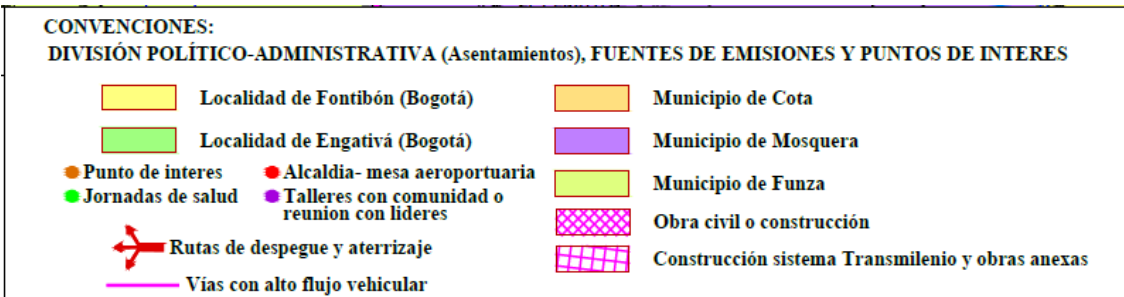 CONVENCIONES:
DIVISIÓN POLÍTICO-ADMINISTRATIVA (Asentamientos), FUENTES DE EMISIONES Y PUNTOS DE INTERES
Localidad de Fontibón (Bogotá)
Localidad de Engativá (Bogotá)
Punto de interes
Alcaldia- mesa aeroportuaria
Jornadas de salud
Talleres con comunidad o
reunion con lideres
Rutas de despegue y aterrizaje
Vías con alto flujo vehicular
Municipio de Cota
Municipio de Mosquera
Municipio de Funza
Obra civil o construcción
Construcción sistema Transmilenio y obras anexas